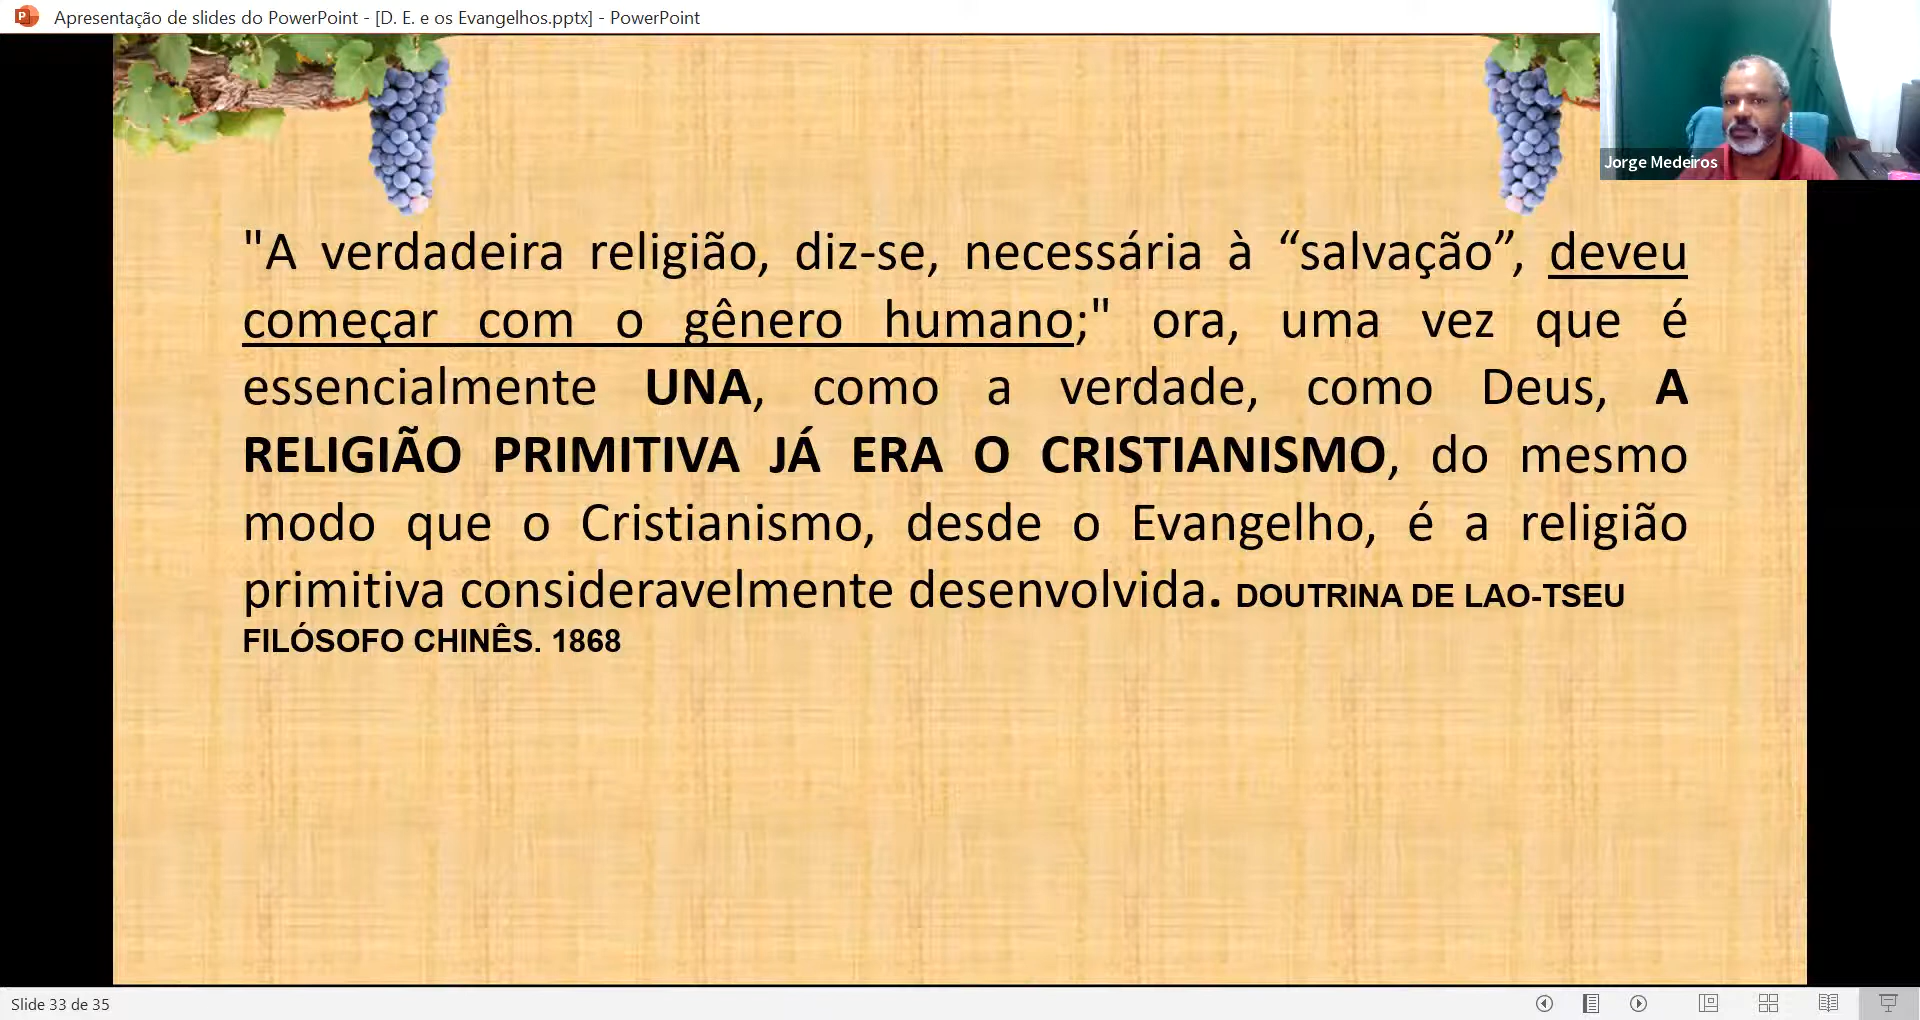 Apresentação de slides do PowerPoint - [D. E. e os Evangelhos.pptx] - PowerPoint
Jorge Medeiros
"A verdadeira religião, diz-se, necessária à “salvação”, deveu
começar com o gênero humano;" ora, uma vez que é
essencialmente UNA, como a verdade, como Deus, A
RELIGIÃO PRIMITIVA JÁ ERA O CRISTIANISMO, do mesmo
modo que o Cristianismo, desde o Evangelho, é a religião
primitiva consideravelmente desenvolvida. DOUTRINA DE LAO-TSEU
FILÓSOFO CHINÊS. 1868
Slide 33 de 35